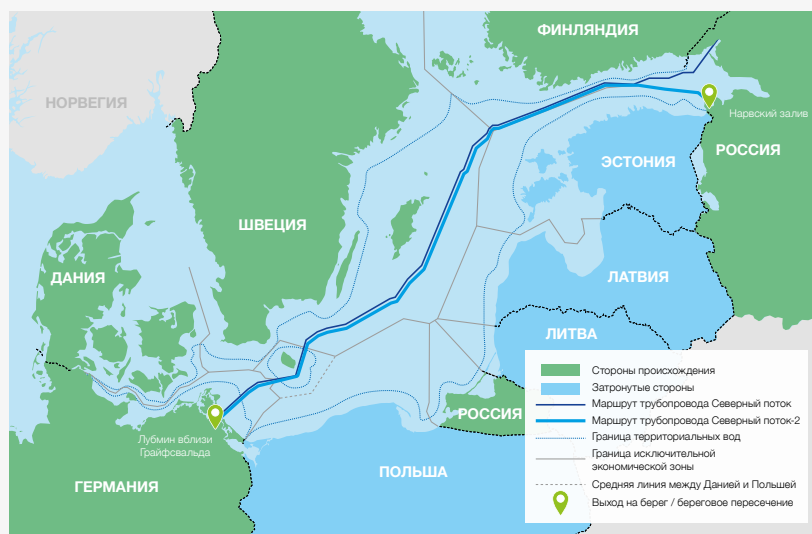 ФИНЛЯНДИЯ
НОРВЕГИЯ
Нарвский залив
РОССИЯ
ЭСТОНИЯ
ШВЕЦИЯ
ДАНИЯ
ЛАТВИЯ
ЛИТВА
РОССИЯ
Лубмин вблизи
Грайфсвальда
ПОЛЬША
ГЕРМАНИЯ
Стороны происхождения
Затронутые стороны
Маршрут трубопровода Северный поток
Маршрут трубопровода Северный поток-2
Граница территориальных вод
Граница исключительной
экономической зоны
Средняя линия между Данией и Польшей
Выход на берег / береговое пересечение